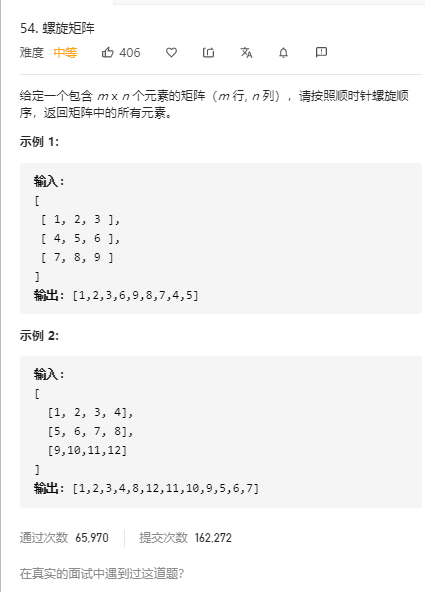 54. 螺旋矩阵
难度 中等 406
给定一个包含 m x n 个元素的矩阵（m 行, n 列），请按照顺时针螺旋顺
序，返回矩阵中的所有元素。
示例 1:
输入:
[
[ 1, 2, 3 ],
[ 4, 5, 6 ],
[ 7, 8, 9 ]
]
输出: [1,2,3,6,9,8,7,4,5]
示例 2:
输入:
[
[1, 2, 3, 4],
[5, 6, 7, 8],
[9,10,11,12]
]
输出: [1,2,3,4,8,12,11,10,9,5,6,7]
通过次数 65,970 提交次数 162,272
在真实的面试中遇到过这道题?